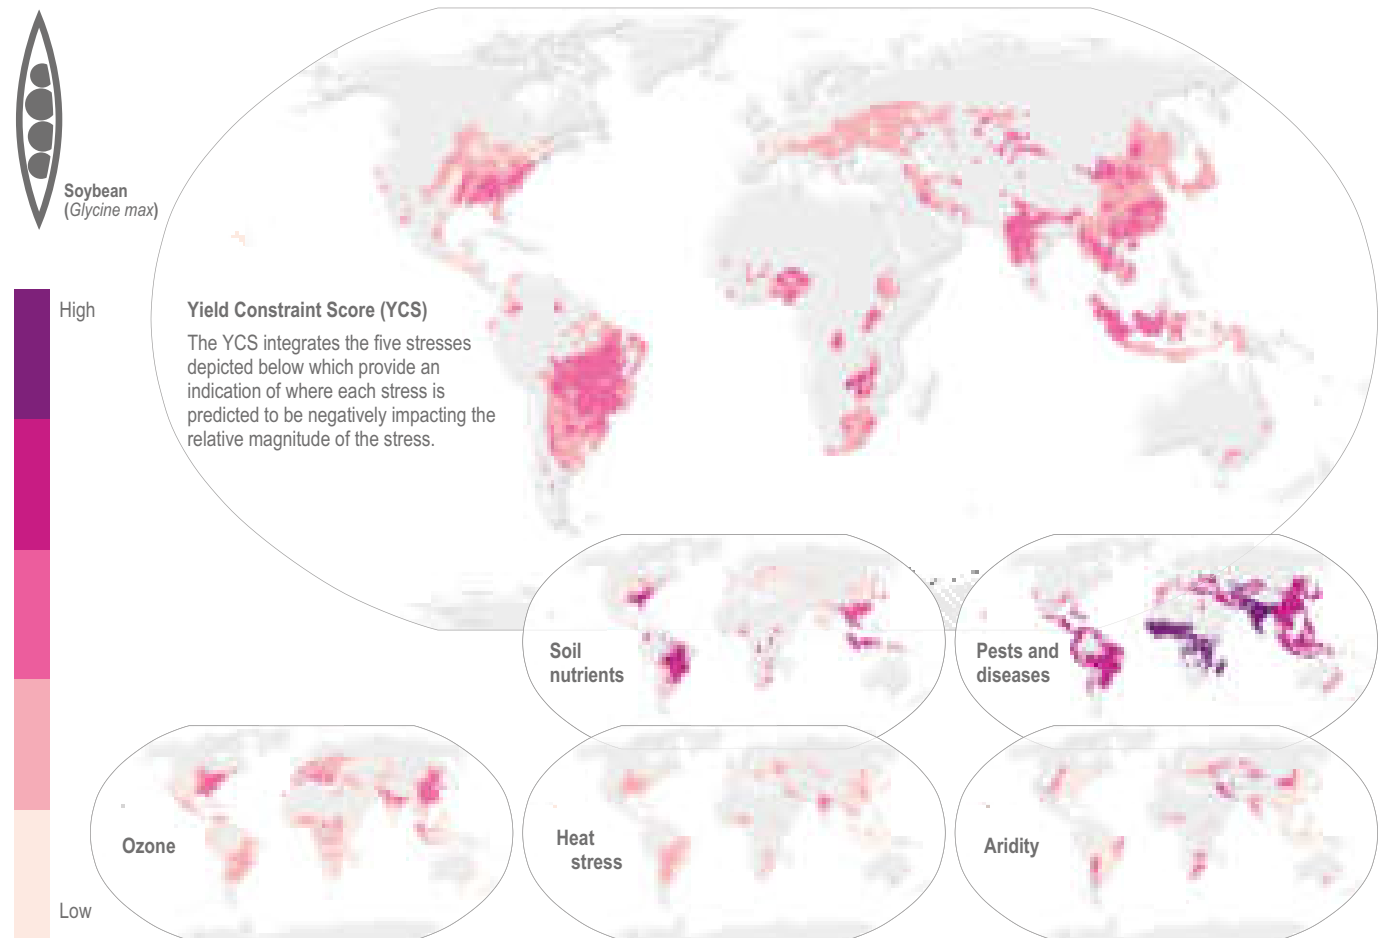 Soybean
(Glycine max)
High
Low
Yield Constraint Score (YCS)
The YCS integrates the five stresses
depicted below which provide an
indication of where each stress is
predicted to be negatively impacting the
relative magnitude of the stress.
Soil
nutrients
Pests and
diseases
Ozone
Heat
stress
Aridity